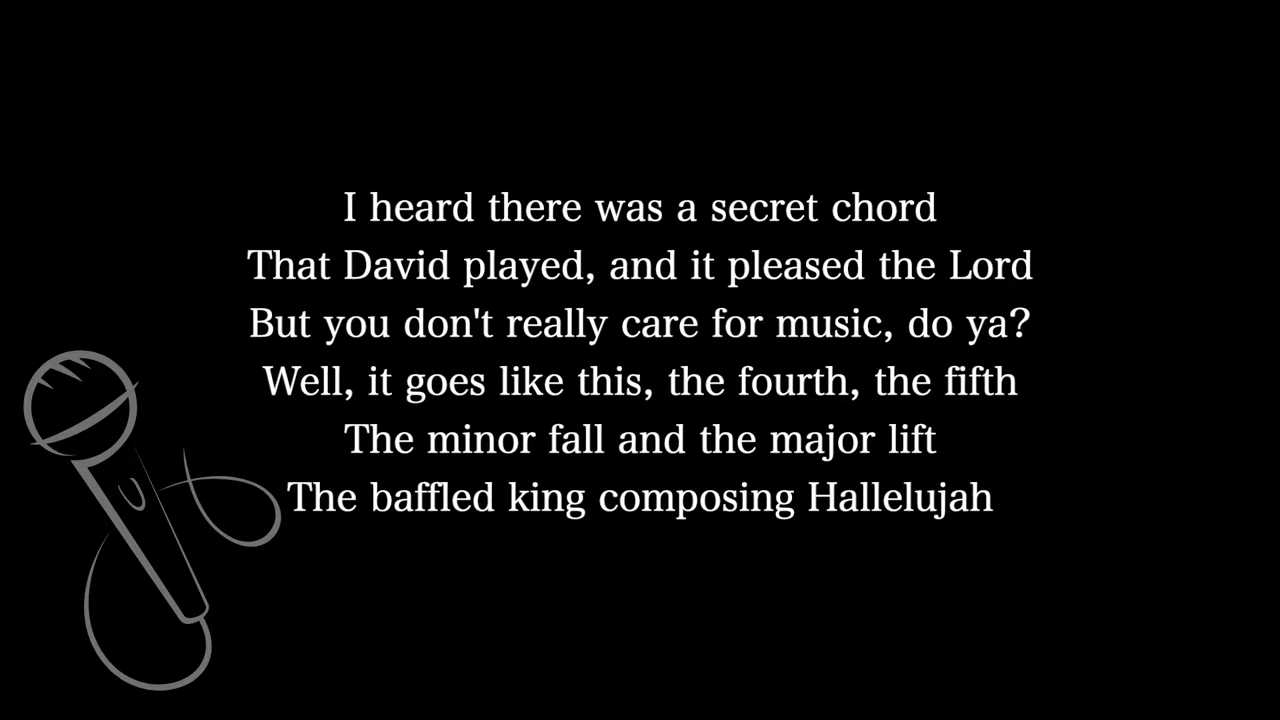 I heard there was a secret chord
That David played, and it pleased the Lord
But you don't really care for music, do ya?
Well, it goes like this, the fourth, the fifth
The minor fall and the major lift
The baffled king composing Hallelujah